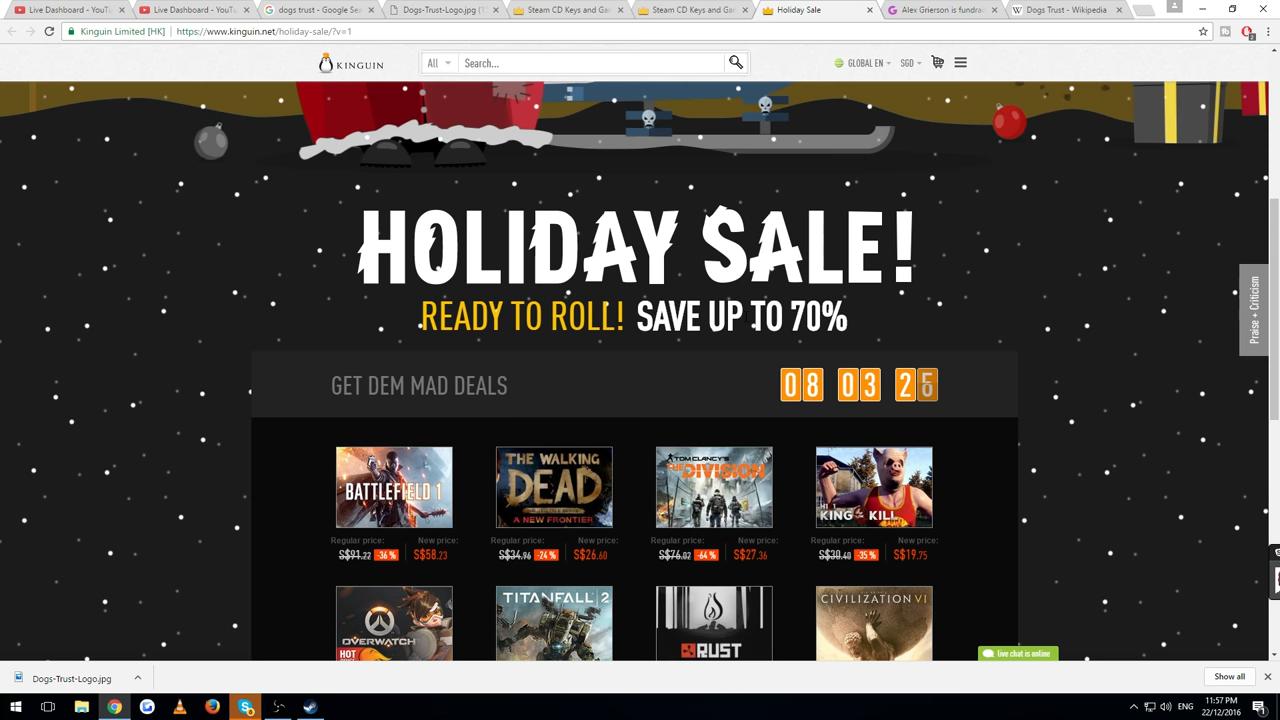 Live Dashboard - YouTu
Live Dashboard - YouTu
dogs trust - Google Sea
Dogs-Trust-Logo.jpg (1
Steam CD Keys and Gan
Steam CD Keys and Gan
Holiday Sale
Alex Grierson is fundrai
Dogs Trust - Wikipedia
Kinguin Limited [HK] https://www.kinguin.net/holiday-sale/?v=1
KINGUIN All Search... GLOBAL EN SGD
HOLIDAY SALE!
READY TO ROLL! SAVE UP TO 70%
Praise + Criticism
GET DEM MAD DEALS 08 03 2
BATTLEFIELD 1
THE WALKING DEAD
A NEW FRONTIER
TOM CLANCY'S
THE DIVISION
KING OF THE KILL
Regular price: New price: Regular price: New price: Regular price: New price: Regular price: New price:
S$91.22 -36 % S$58.23 S$34.96 -24 % S$26.60 S$76.02 -64 % S$27.36 S$30.40 -35 % S$19.75
OVERWATCH
HOT
TITANFALL 2
RUST
CIVILIZATION VI
live chat is online
Dogs-Trust-Logo.jpg Show all
ENG 11:57 PM
22/12/2016